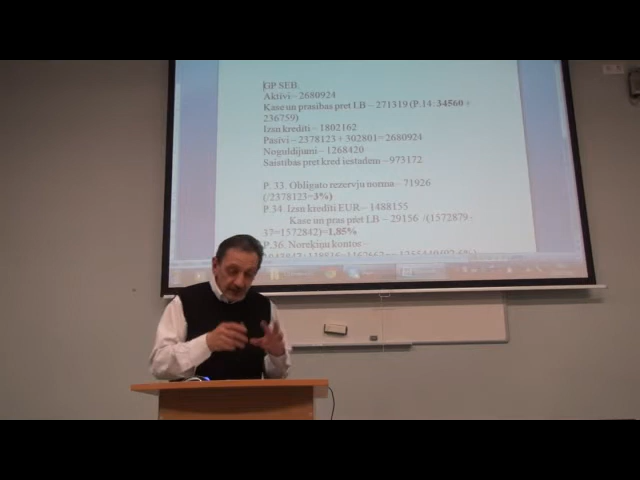 GP SEB.
Aktīvi – 2680924
Kase un prasības pret LB – 271319 (P.14: 34560 +
236759)
Izsn kredīti – 1802162
Pasīvi – 2378123 + 302801= 2680924
Noguldījumi – 1268420
Saistības pret kred iestādēm – 973172
P. 33. Obligāto rezervju norma – 71926
(/2378123=3%)
P.34. Izsn kredīti EUR – 1488155
Kase un pras pret LB – 29156 /(1572879-
37=1572842)=1,85%
P.36. Norēķinu kontos –